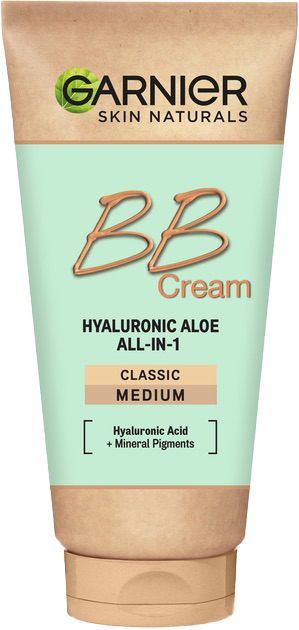 GARNIER
SKIN NATURALS
BB
Cream
HYALURONIC ALOE
ALL-IN-1
CLASSIC
MEDIUM
Hyaluronic Acid
+ Mineral Pigments